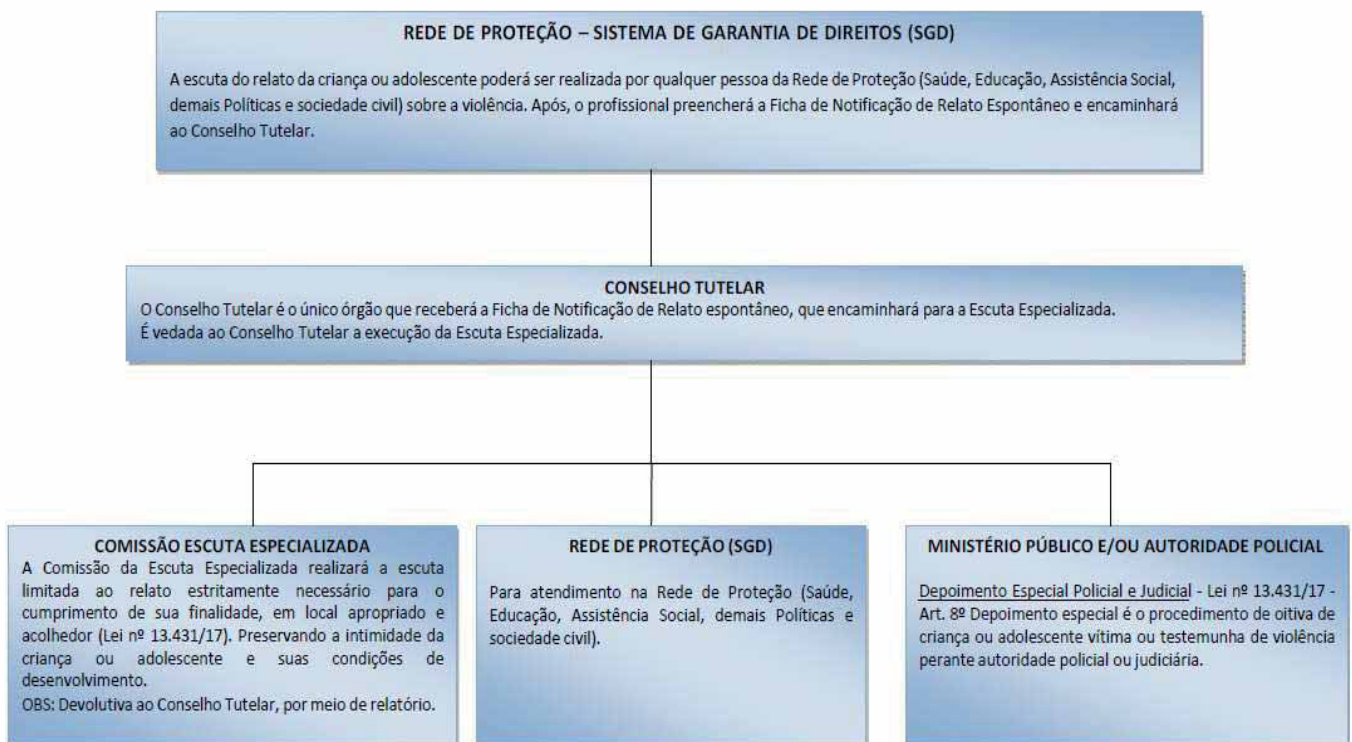 REDE DE PROTEÇÃO – SISTEMA DE GARANTIA DE DIREITOS (SGD)
A escuta do relato da criança ou adolescente poderá ser realizada por qualquer pessoa da Rede de Proteção (Saúde, Educação, Assistência Social,
demais Políticas e sociedade civil) sobre a violência. Após, o profissional preencherá a Ficha de Notificação de Relato Espontâneo e encaminhará
ao Conselho Tutelar.
CONSELHO TUTELAR
O Conselho Tutelar é o único órgão que receberá a Ficha de Notificação de Relato espontâneo, que encaminhará para a Escuta Especializada.
É vedada ao Conselho Tutelar a execução da Escuta Especializada.
COMISSÃO ESCUTA ESPECIALIZADA
A Comissão da Escuta Especializada realizará a escuta
limitada ao relato estritamente necessário para o
cumprimento de sua finalidade, em local apropriado e
acolhedor (Lei nº 13.431/17). Preservando a intimidade da
criança ou adolescente e suas condições de
desenvolvimento.
OBS: Devolutiva ao Conselho Tutelar, por meio de relatório.
REDE DE PROTEÇÃO (SGD)
Para atendimento na Rede de Proteção (Saúde,
Educação, Assistência Social, demais Políticas e
sociedade civil).
MINISTÉRIO PÚBLICO E/OU AUTORIDADE POLICIAL
Depoimento Especial Policial e Judicial - Lei nº 13.431/17 -
Art. 8º Depoimento especial é o procedimento de oitiva de
criança ou adolescente vítima ou testemunha de violência
perante autoridade policial ou judiciária.